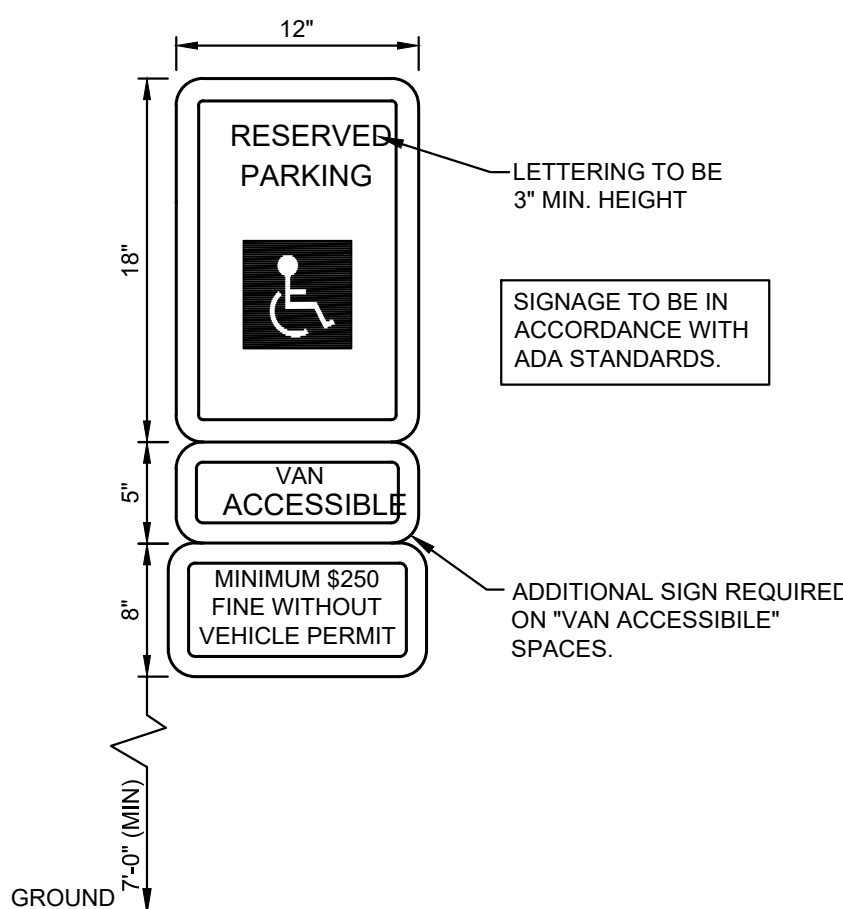 12"
RESERVED
PARKING
LETTERING TO BE
3" MIN. HEIGHT
18"
SIGNAGE TO BE IN
ACCORDANCE WITH
ADA STANDARDS.
VAN
ACCESSIBLE
5"
MINIMUM $250
FINE WITHOUT
VEHICLE PERMIT
8"
ADDITIONAL SIGN REQUIRED
ON "VAN ACCESSIBILE"
SPACES.
7'-0" (MIN)
GROUND